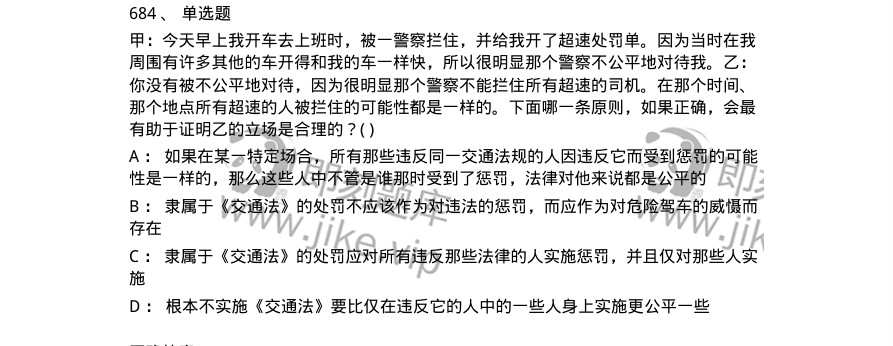 684 、 单选题
甲：今天早上我开车去上班时，被一警察拦住，并给我开了超速处罚单。因为当时在我
周围有许多其他的车开得和我的车一样快，所以很明显那个警察不公平地对待我。乙：
你没有被不公平地对待，因为很明显那个警察不能拦住所有超速的司机。在那个时间、
那个地点所有超速的人被拦住的可能性都是一样的。下面哪一条原则，如果正确，会最
有助于证明乙的立场是合理的？( )
A ： 如果在某一特定场合，所有那些违反同一交通法规的人因违反它而受到惩罚的可能
性是一样的，那么这些人中不管是谁那时受到了惩罚，法律对他来说都是公平的
B ： 隶属于《交通法》的处罚不应该作为对违法的惩罚，而应作为对危险驾车的威慑而
存在
C ： 隶属于《交通法》的处罚应对所有违反那些法律的人实施惩罚，并且仅对那些人实
施
D ： 根本不实施《交通法》要比仅在违反它的人中的一些人身上实施更公平一些
即刻题库
www.jike.vip
即刻
www.j